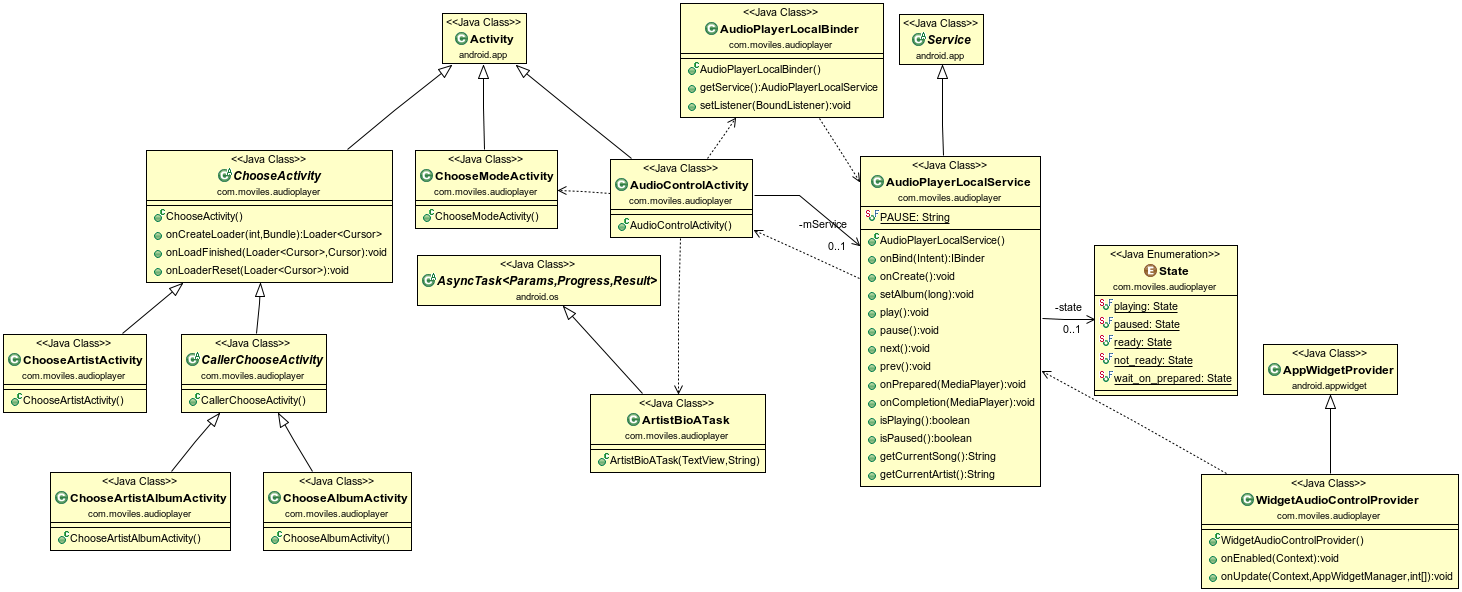 <<Java Class>>
Activity
android.app
<<Java Class>>
AudioPlayerLocalBinder
com.moviles.audioplayer
AudioPlayerLocalBinder()
getService():AudioPlayerLocalService
setListener(BoundListener):void
<<Java Class>>
Service
android.app
<<Java Class>>
ChooseActivity
com.moviles.audioplayer
ChooseActivity()
onCreateLoader(int,Bundle):Loader<Cursor>
onLoadFinished(Loader<Cursor>,Cursor):void
onLoaderReset(Loader<Cursor>):void
<<Java Class>>
ChooseModeActivity
com.moviles.audioplayer
ChooseModeActivity()
<<Java Class>>
AudioControlActivity
com.moviles.audioplayer
AudioControlActivity()
-mService
0..1
<<Java Class>>
AudioPlayerLocalService
com.moviles.audioplayer
PAUSE: String
AudioPlayerLocalService()
onBind(Intent):IBinder
onCreate():void
setAlbum(long):void
play():void
pause():void
next():void
prev():void
onPrepared(MediaPlayer):void
onCompletion(MediaPlayer):void
isPlaying():boolean
isPaused():boolean
getCurrentSong():String
getCurrentArtist():String
-state
0..1
<<Java Enumeration>>
State
com.moviles.audioplayer
playing: State
paused: State
ready: State
not_ready: State
wait_on_prepared: State
<<Java Class>>
AsyncTask<Params,Progress,Result>
android.os
<<Java Class>>
ChooseArtistActivity
com.moviles.audioplayer
ChooseArtistActivity()
<<Java Class>>
CallerChooseActivity
com.moviles.audioplayer
CallerChooseActivity()
<<Java Class>>
AppWidgetProvider
android.appwidget
<<Java Class>>
ArtistBioATask
com.moviles.audioplayer
ArtistBioATask(TextView,String)
<<Java Class>>
ChooseArtistAlbumActivity
com.moviles.audioplayer
ChooseArtistAlbumActivity()
<<Java Class>>
ChooseAlbumActivity
com.moviles.audioplayer
ChooseAlbumActivity()
<<Java Class>>
WidgetAudioControlProvider
com.moviles.audioplayer
WidgetAudioControlProvider()
onEnabled(Context):void
onUpdate(Context,AppWidgetManager,int[]):void